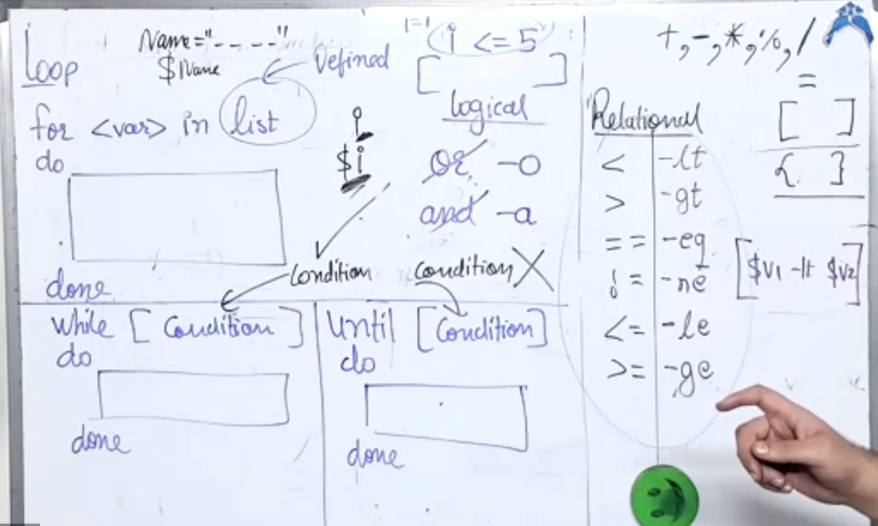 Loop
Name="- - - -"
$Name
Defined
for <var> in list
do
done
i
$i
Condition
while [ Condition ]
do
done
i=1
i <= 5
[ ]
logical
or -o
and -a
Condition X
Until [Condition]
do
done
+,-,*,%,/
=
Relational
< -lt
> -gt
== -eq
!= -ne
<= -le
>= -ge
[ ]
{ }
[$V1 -lt $V2]